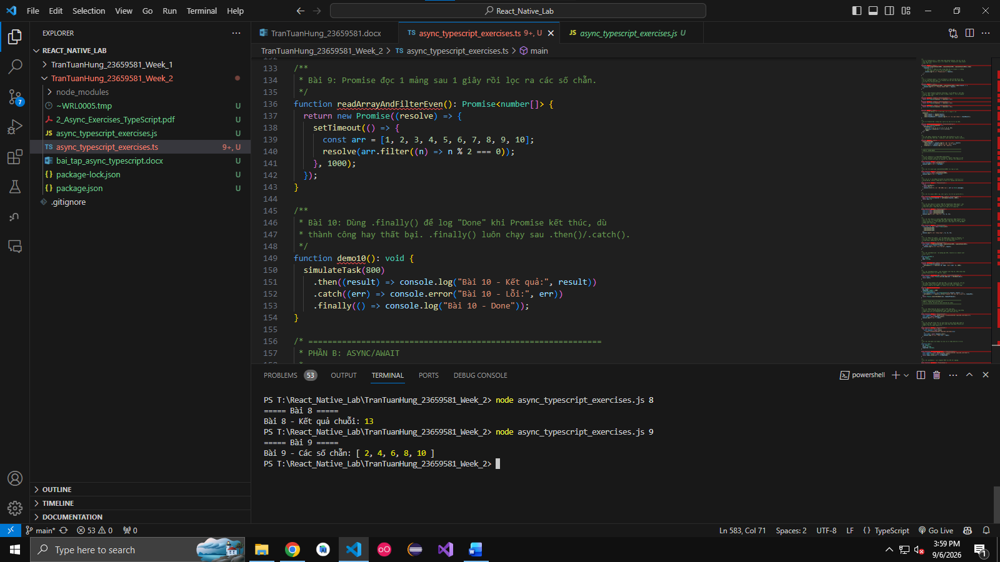 File Edit Selection View Go Run Terminal Help
React_Native_Lab
EXPLORER
REACT_NATIVE_LAB
TranTuanHung_23659581_Week_1
TranTuanHung_23659581_Week_2
node_modules
~WRL0005.tmp U
2_Async_Exercises_TypeScript.pdf U
JS async_typescript_exercises.js U
TS async_typescript_exercises.ts 9+, U
bai_tap_async_typescript.docx U
{} package-lock.json U
{} package.json U
.gitignore
7
OUTLINE
TIMELINE
DOCUMENTATION
TranTuanHung_23659581.docx
TS async_typescript_exercises.ts 9+, U
JS async_typescript_exercises.js U
TranTuanHung_23659581_Week_2 > TS async_typescript_exercises.ts > main
133 /**
134 * Bài 9: Promise đọc 1 mảng sau 1 giây rồi lọc ra các số chẵn.
135 */
136 function readArrayAndFilterEven(): Promise<number[]> {
137 return new Promise((resolve) => {
138 setTimeout(() => {
139 const arr = [1, 2, 3, 4, 5, 6, 7, 8, 9, 10];
140 resolve(arr.filter((n) => n % 2 === 0));
141 }, 1000);
142 });
143 }
144
145 /**
146 * Bài 10: Dùng .finally() để log "Done" khi Promise kết thúc, dù
147 * thành công hay thất bại. .finally() luôn chạy sau .then()/.catch().
148 */
149 function demo10(): void {
150 simulateTask(800)
151 .then((result) => console.log("Bài 10 - Kết quả:", result))
152 .catch((err) => console.error("Bài 10 - Lỗi:", err))
153 .finally(() => console.log("Bài 10 - Done"));
154 }
155
156 /* =============================================================
157 * PHẦN B: ASYNC/AWAIT
PROBLEMS 53 OUTPUT TERMINAL PORTS DEBUG CONSOLE
powershell
PS T:\React_Native_Lab\TranTuanHung_23659581_Week_2> node async_typescript_exercises.js 8
===== Bài 8 =====
Bài 8 - Kết quả chuỗi: 13
PS T:\React_Native_Lab\TranTuanHung_23659581_Week_2> node async_typescript_exercises.js 9
===== Bài 9 =====
Bài 9 - Các số chẵn: [ 2, 4, 6, 8, 10 ]
PS T:\React_Native_Lab\TranTuanHung_23659581_Week_2>
main* 53 0 0
Ln 583, Col 71 Spaces: 2 UTF-8 LF {} TypeScript Go Live
Type here to search
3:59 PM
9/6/2026
1